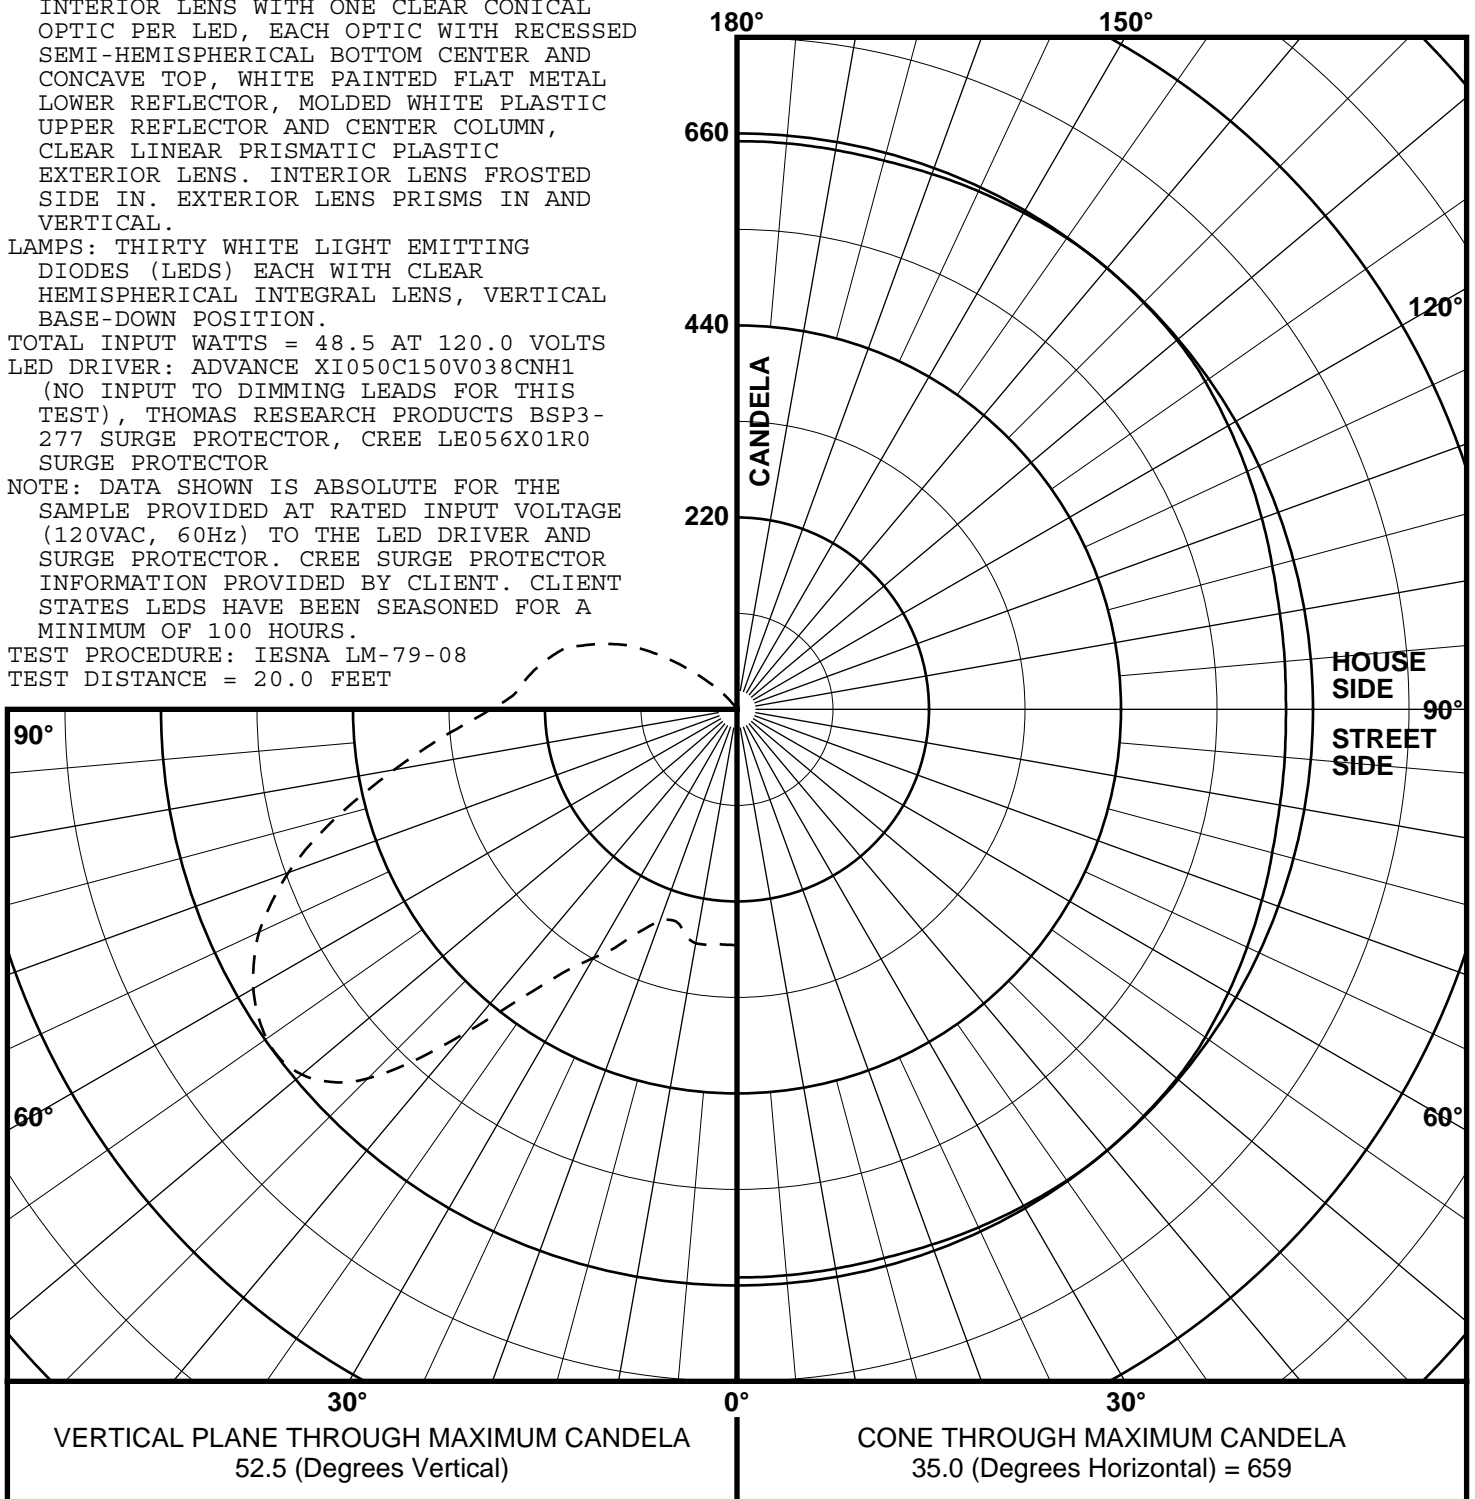 INTERIOR LENS WITH ONE CLEAR CONICAL
OPTIC PER LED, EACH OPTIC WITH RECESSED
SEMI-HEMISPHERICAL BOTTOM CENTER AND
CONCAVE TOP, WHITE PAINTED FLAT METAL
LOWER REFLECTOR, MOLDED WHITE PLASTIC
UPPER REFLECTOR AND CENTER COLUMN,
CLEAR LINEAR PRISMATIC PLASTIC
EXTERIOR LENS. INTERIOR LENS FROSTED
SIDE IN. EXTERIOR LENS PRISMS IN AND
VERTICAL.
LAMPS: THIRTY WHITE LIGHT EMITTING
DIODES (LEDS) EACH WITH CLEAR
HEMISPHERICAL INTEGRAL LENS, VERTICAL
BASE-DOWN POSITION.
TOTAL INPUT WATTS = 48.5 AT 120.0 VOLTS
LED DRIVER: ADVANCE XI050C150V038CNH1
(NO INPUT TO DIMMING LEADS FOR THIS
TEST), THOMAS RESEARCH PRODUCTS BSP3-
277 SURGE PROTECTOR, CREE LE056X01R0
SURGE PROTECTOR
NOTE: DATA SHOWN IS ABSOLUTE FOR THE
SAMPLE PROVIDED AT RATED INPUT VOLTAGE
(120VAC, 60Hz) TO THE LED DRIVER AND
SURGE PROTECTOR. CREE SURGE PROTECTOR
INFORMATION PROVIDED BY CLIENT. CLIENT
STATES LEDS HAVE BEEN SEASONED FOR A
MINIMUM OF 100 HOURS.
TEST PROCEDURE: IESNA LM-79-08
TEST DISTANCE = 20.0 FEET
180°
150°
660
120°
440
CANDELA
220
HOUSE
SIDE
90°
90°
STREET
SIDE
60°
60°
30°
0°
30°
VERTICAL PLANE THROUGH MAXIMUM CANDELA
52.5 (Degrees Vertical)
CONE THROUGH MAXIMUM CANDELA
35.0 (Degrees Horizontal) = 659